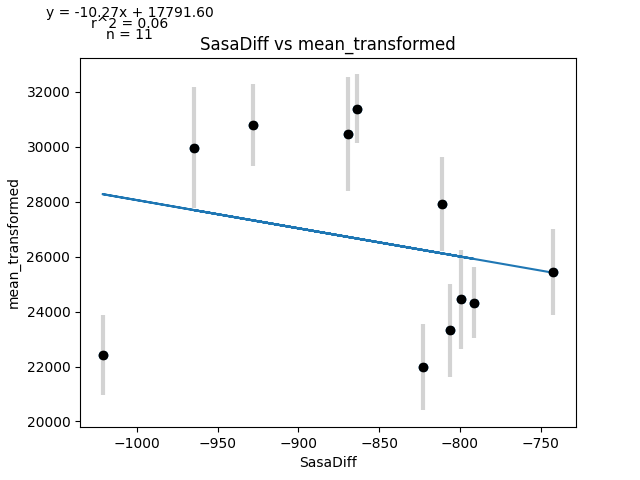 y = -10.27x + 17791.60
r^2 = 0.06
n = 11
SasaDiff vs mean_transformed
32000
30000
28000
26000
24000
22000
20000
mean_transformed
−1000
−950
−900
−850
−800
−750
SasaDiff